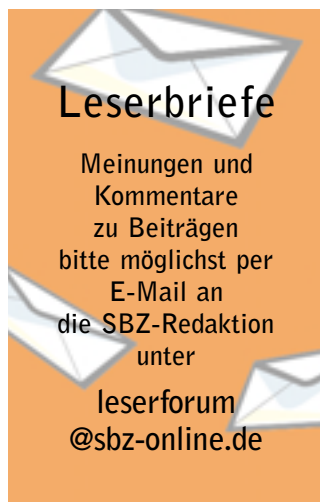 Leserbriefe
Meinungen und
Kommentare
zu Beiträgen
bitte möglichst per
E-Mail an
die SBZ-Redaktion
unter
leserforum
@sbz-online.de